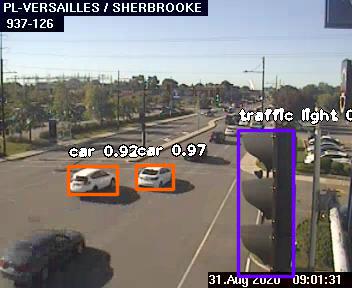 PL-VERSAILLES / SHERBROOKE
937-126
traffic light 0
car 0.92
car 0.97
31.Aug 2020 09:01:31